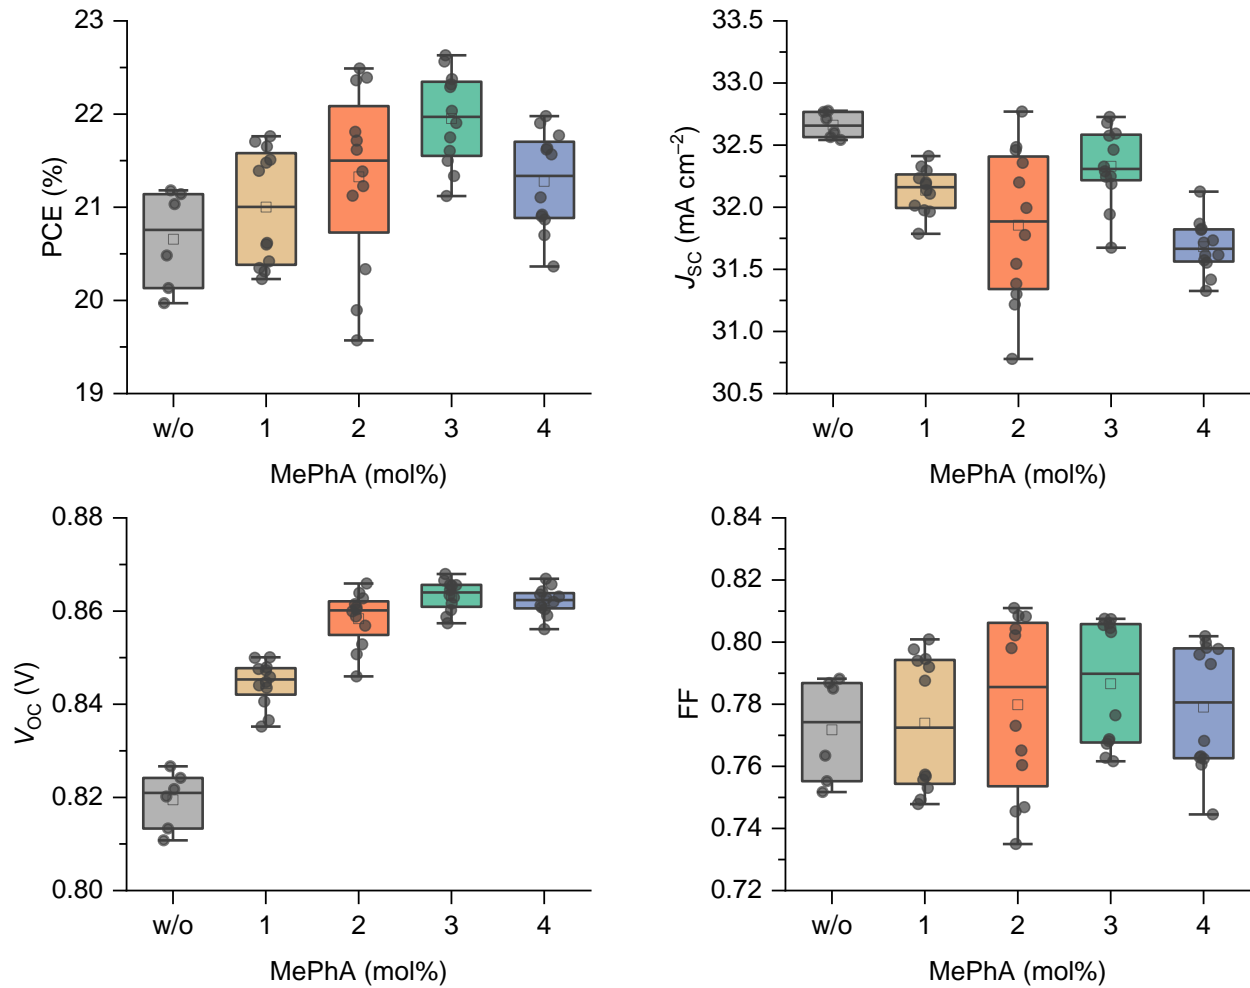 23
22
21
20
19
PCE (%)
w/o 1 2 3 4
MePhA (mol%)
33.5
33.0
32.5
32.0
31.5
31.0
30.5
J_SC (mA cm⁻²)
w/o 1 2 3 4
MePhA (mol%)
0.88
0.86
0.84
0.82
0.80
V_OC (V)
w/o 1 2 3 4
MePhA (mol%)
0.84
0.82
0.80
0.78
0.76
0.74
0.72
FF
w/o 1 2 3 4
MePhA (mol%)